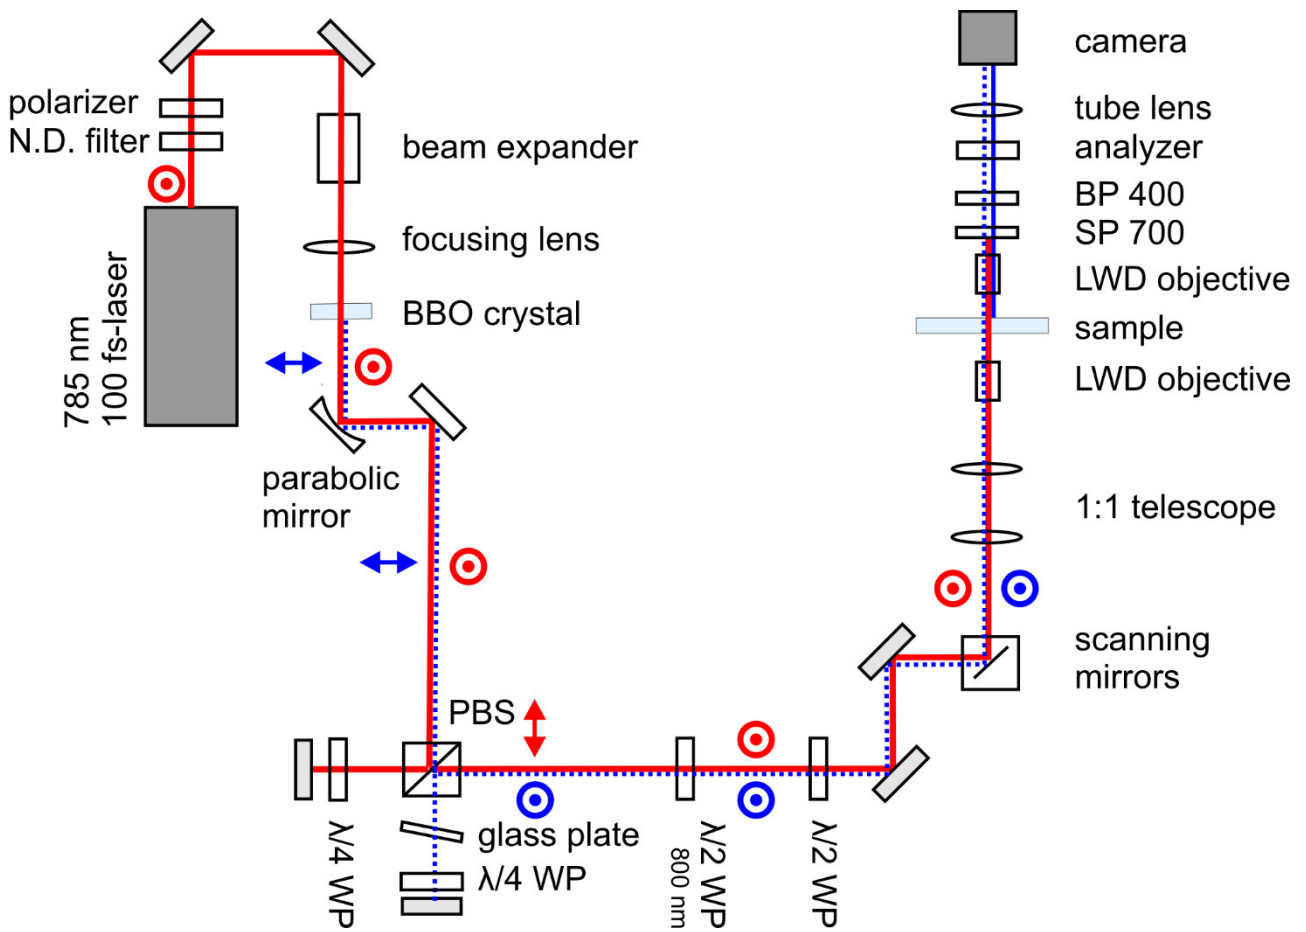 polarizer
N.D. filter
785 nm
100 fs-laser
beam expander
focusing lens
BBO crystal
parabolic
mirror
PBS
λ/4 WP
glass plate
λ/4 WP
λ/2 WP
800 nm
λ/2 WP
camera
tube lens
analyzer
BP 400
SP 700
LWD objective
sample
LWD objective
1:1 telescope
scanning
mirrors